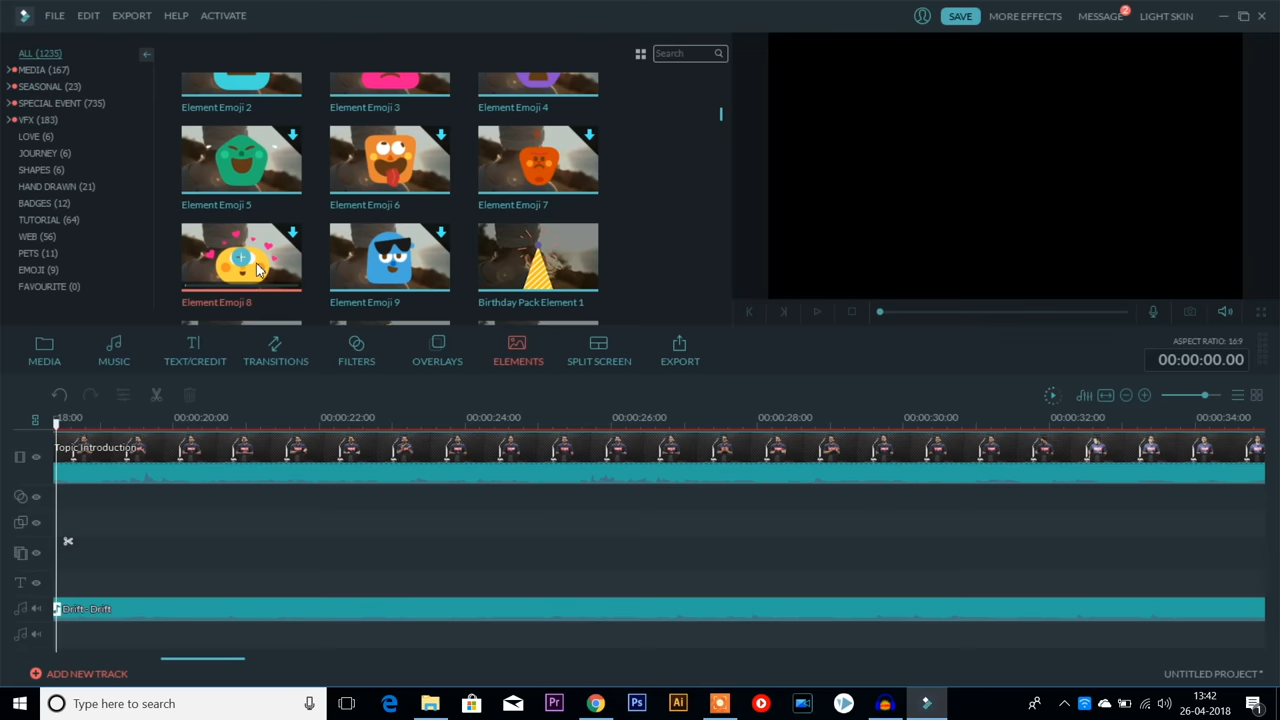 FILE EDIT EXPORT HELP ACTIVATE SAVE MORE EFFECTS MESSAGE 2 LIGHT SKIN
ALL (1235)
MEDIA (167)
SEASONAL (23)
SPECIAL EVENT (735)
VFX (183)
LOVE (6)
JOURNEY (6)
SHAPES (6)
HAND DRAWN (21)
BADGES (12)
TUTORIAL (64)
WEB (56)
PETS (11)
EMOJI (9)
FAVOURITE (0)
Search
Element Emoji 2 Element Emoji 3 Element Emoji 4
Element Emoji 5 Element Emoji 6 Element Emoji 7
Element Emoji 8 Element Emoji 9 Birthday Pack Element 1
MEDIA MUSIC TEXT/CREDIT TRANSITIONS FILTERS OVERLAYS ELEMENTS SPLIT SCREEN EXPORT
ASPECT RATIO: 16:9
00:00:00.00
:18:00 00:00:20:00 00:00:22:00 00:00:24:00 00:00:26:00 00:00:28:00 00:00:30:00 00:00:32:00 00:00:34:00
Topic Introduction
T
Drift - Drift
ADD NEW TRACK UNTITLED PROJECT *
Type here to search Pr Ps Ai 13:42
26-04-2018